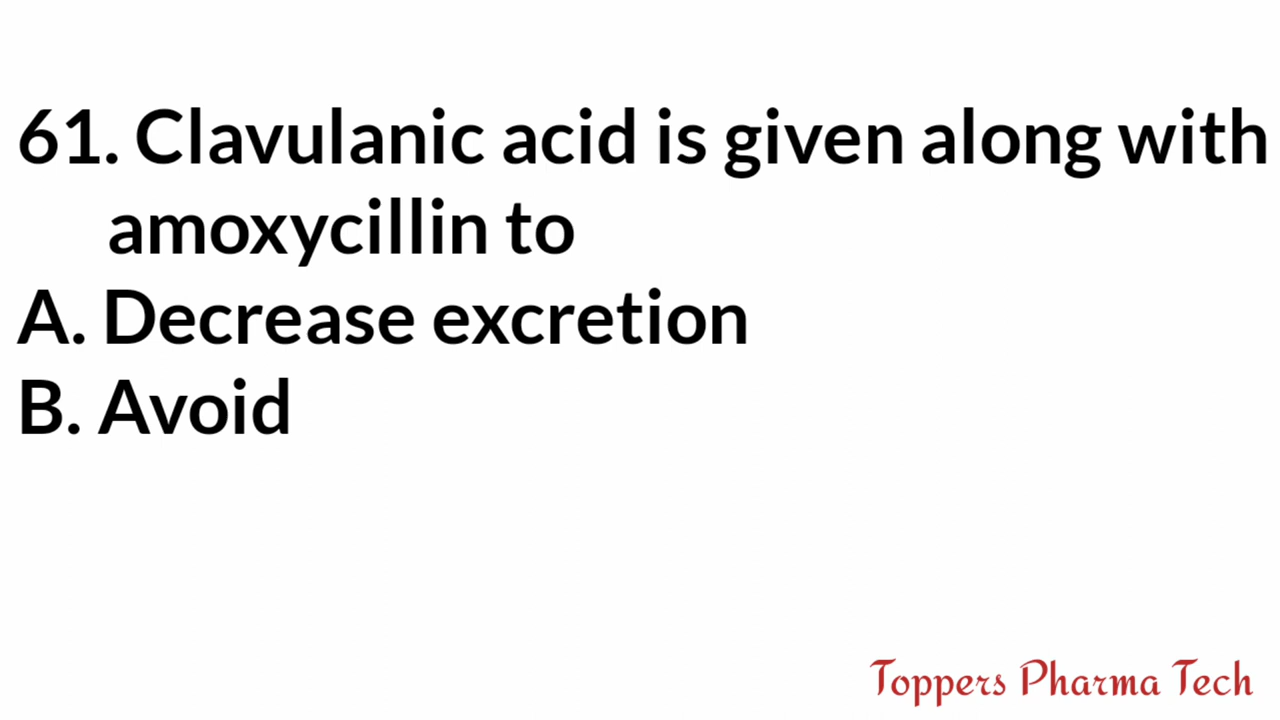 61. Clavulanic acid is given along with
amoxycillin to
A. Decrease excretion
B. Avoid
Toppers Pharma Tech